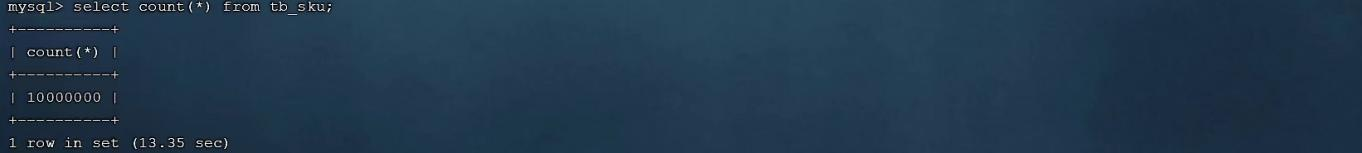 mysql> select count(*) from tb_sku;
+----------+
| count(*) |
+----------+
| 10000000 |
+----------+
1 row in set (13.35 sec)